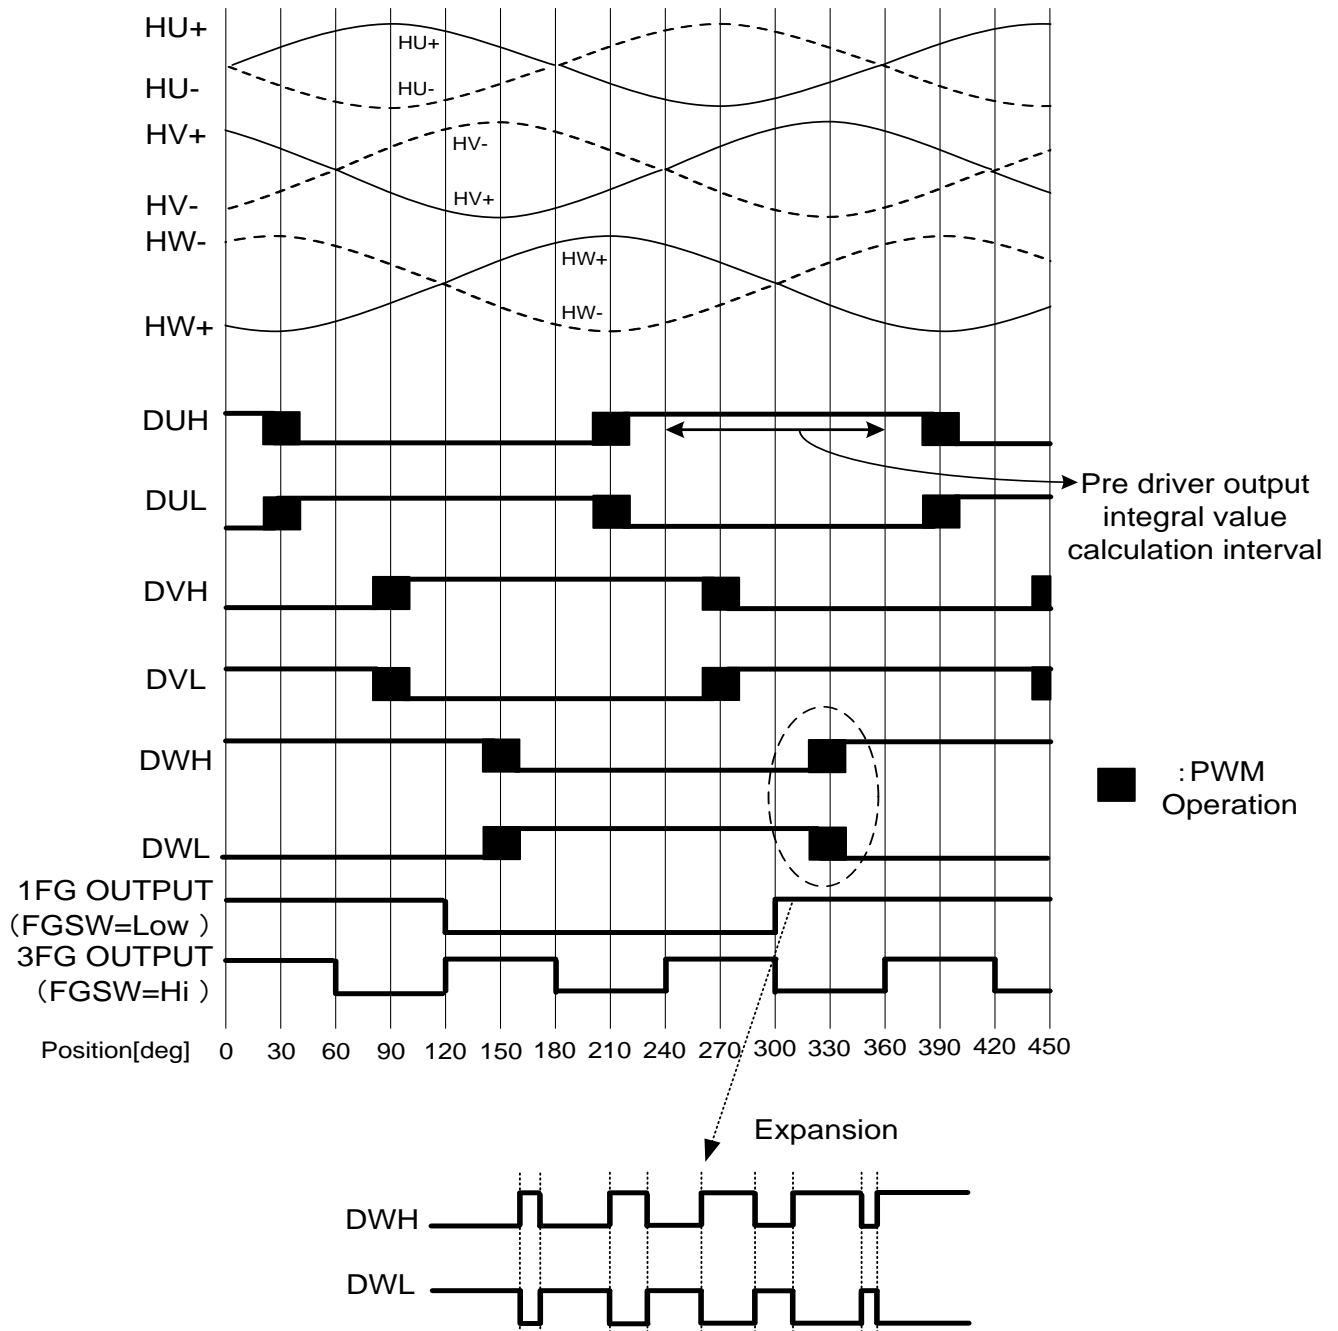 HU+
HU-
HV+
HV-
HW-
HW+
HU+
HU-
HV-
HV+
HW+
HW-
DUH
DUL
Pre driver output
integral value
calculation interval
DVH
DVL
DWH
DWL
:PWM
Operation
1FG OUTPUT
（FGSW=Low ）
3FG OUTPUT
（FGSW=Hi ）
Position[deg] 0 30 60 90 120 150 180 210 240 270 300 330 360 390 420 450
Expansion
DWH
DWL